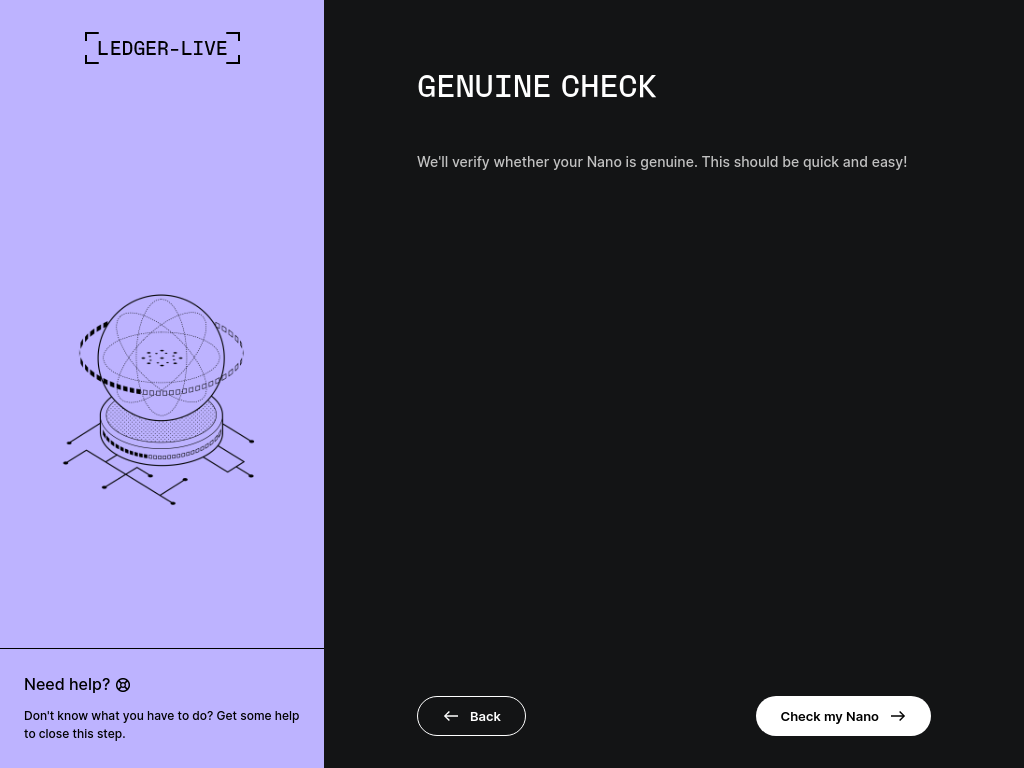 LEDGER-LIVE
GENUINE CHECK
We'll verify whether your Nano is genuine. This should be quick and easy!
Need help?
Don't know what you have to do? Get some help
to close this step.
Back
Check my Nano